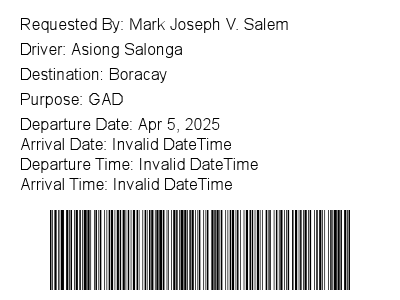 Requested By: Mark Joseph V. Salem
Driver: Asiong Salonga
Destination: Boracay
Purpose: GAD
Departure Date: Apr 5, 2025
Arrival Date: Invalid DateTime
Departure Time: Invalid DateTime
Arrival Time: Invalid DateTime